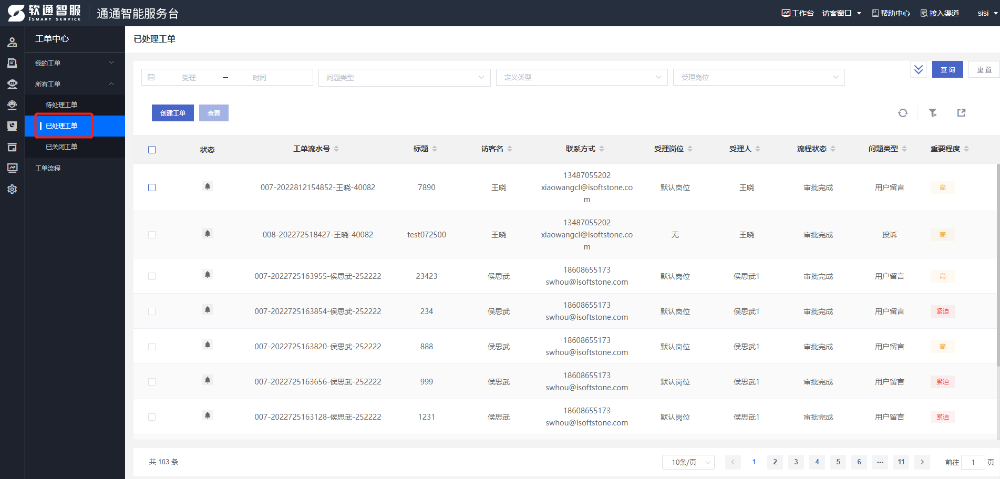 软通智服
iSMART SERVICE
通通智能服务台
工作台 访客窗口 帮助中心 接入渠道 sisi
工单中心
我的工单
所有工单
待处理工单
已处理工单
已关闭工单
工单流程
已处理工单
受理 — 时间 问题类型 定义类型 受理岗位 查询 重置
创建工单 查看
状态 工单流水号 标题 访客名 联系方式 受理岗位 受理人 流程状态 问题类型 重要程度
13487055202
007-2022812154852-王晓-40082 7890 王晓 xiaowangcl@isoftstone.co 默认岗位 王晓 审批完成 用户留言 高
m
13487055202
008-202272518427-王晓-40082 test072500 王晓 xiaowangcl@isoftstone.co 无 王晓 审批完成 投诉 高
m
18608655173
007-2022725163955-侯思武-252222 23423 侯思武 swhou@isoftstone.com 默认岗位 侯思武1 审批完成 用户留言 高
18608655173
007-2022725163854-侯思武-252222 234 侯思武 swhou@isoftstone.com 默认岗位 侯思武1 审批完成 用户留言 紧迫
18608655173
007-2022725163820-侯思武-252222 888 侯思武 swhou@isoftstone.com 默认岗位 侯思武1 审批完成 用户留言 高
18608655173
007-2022725163656-侯思武-252222 999 侯思武 swhou@isoftstone.com 默认岗位 侯思武1 审批完成 用户留言 紧迫
18608655173
007-2022725163128-侯思武-252222 1231 侯思武 swhou@isoftstone.com 默认岗位 侯思武1 审批完成 用户留言 紧迫
共 103 条 10条/页 < 1 2 3 4 5 6 ··· 11 > 前往 1 页